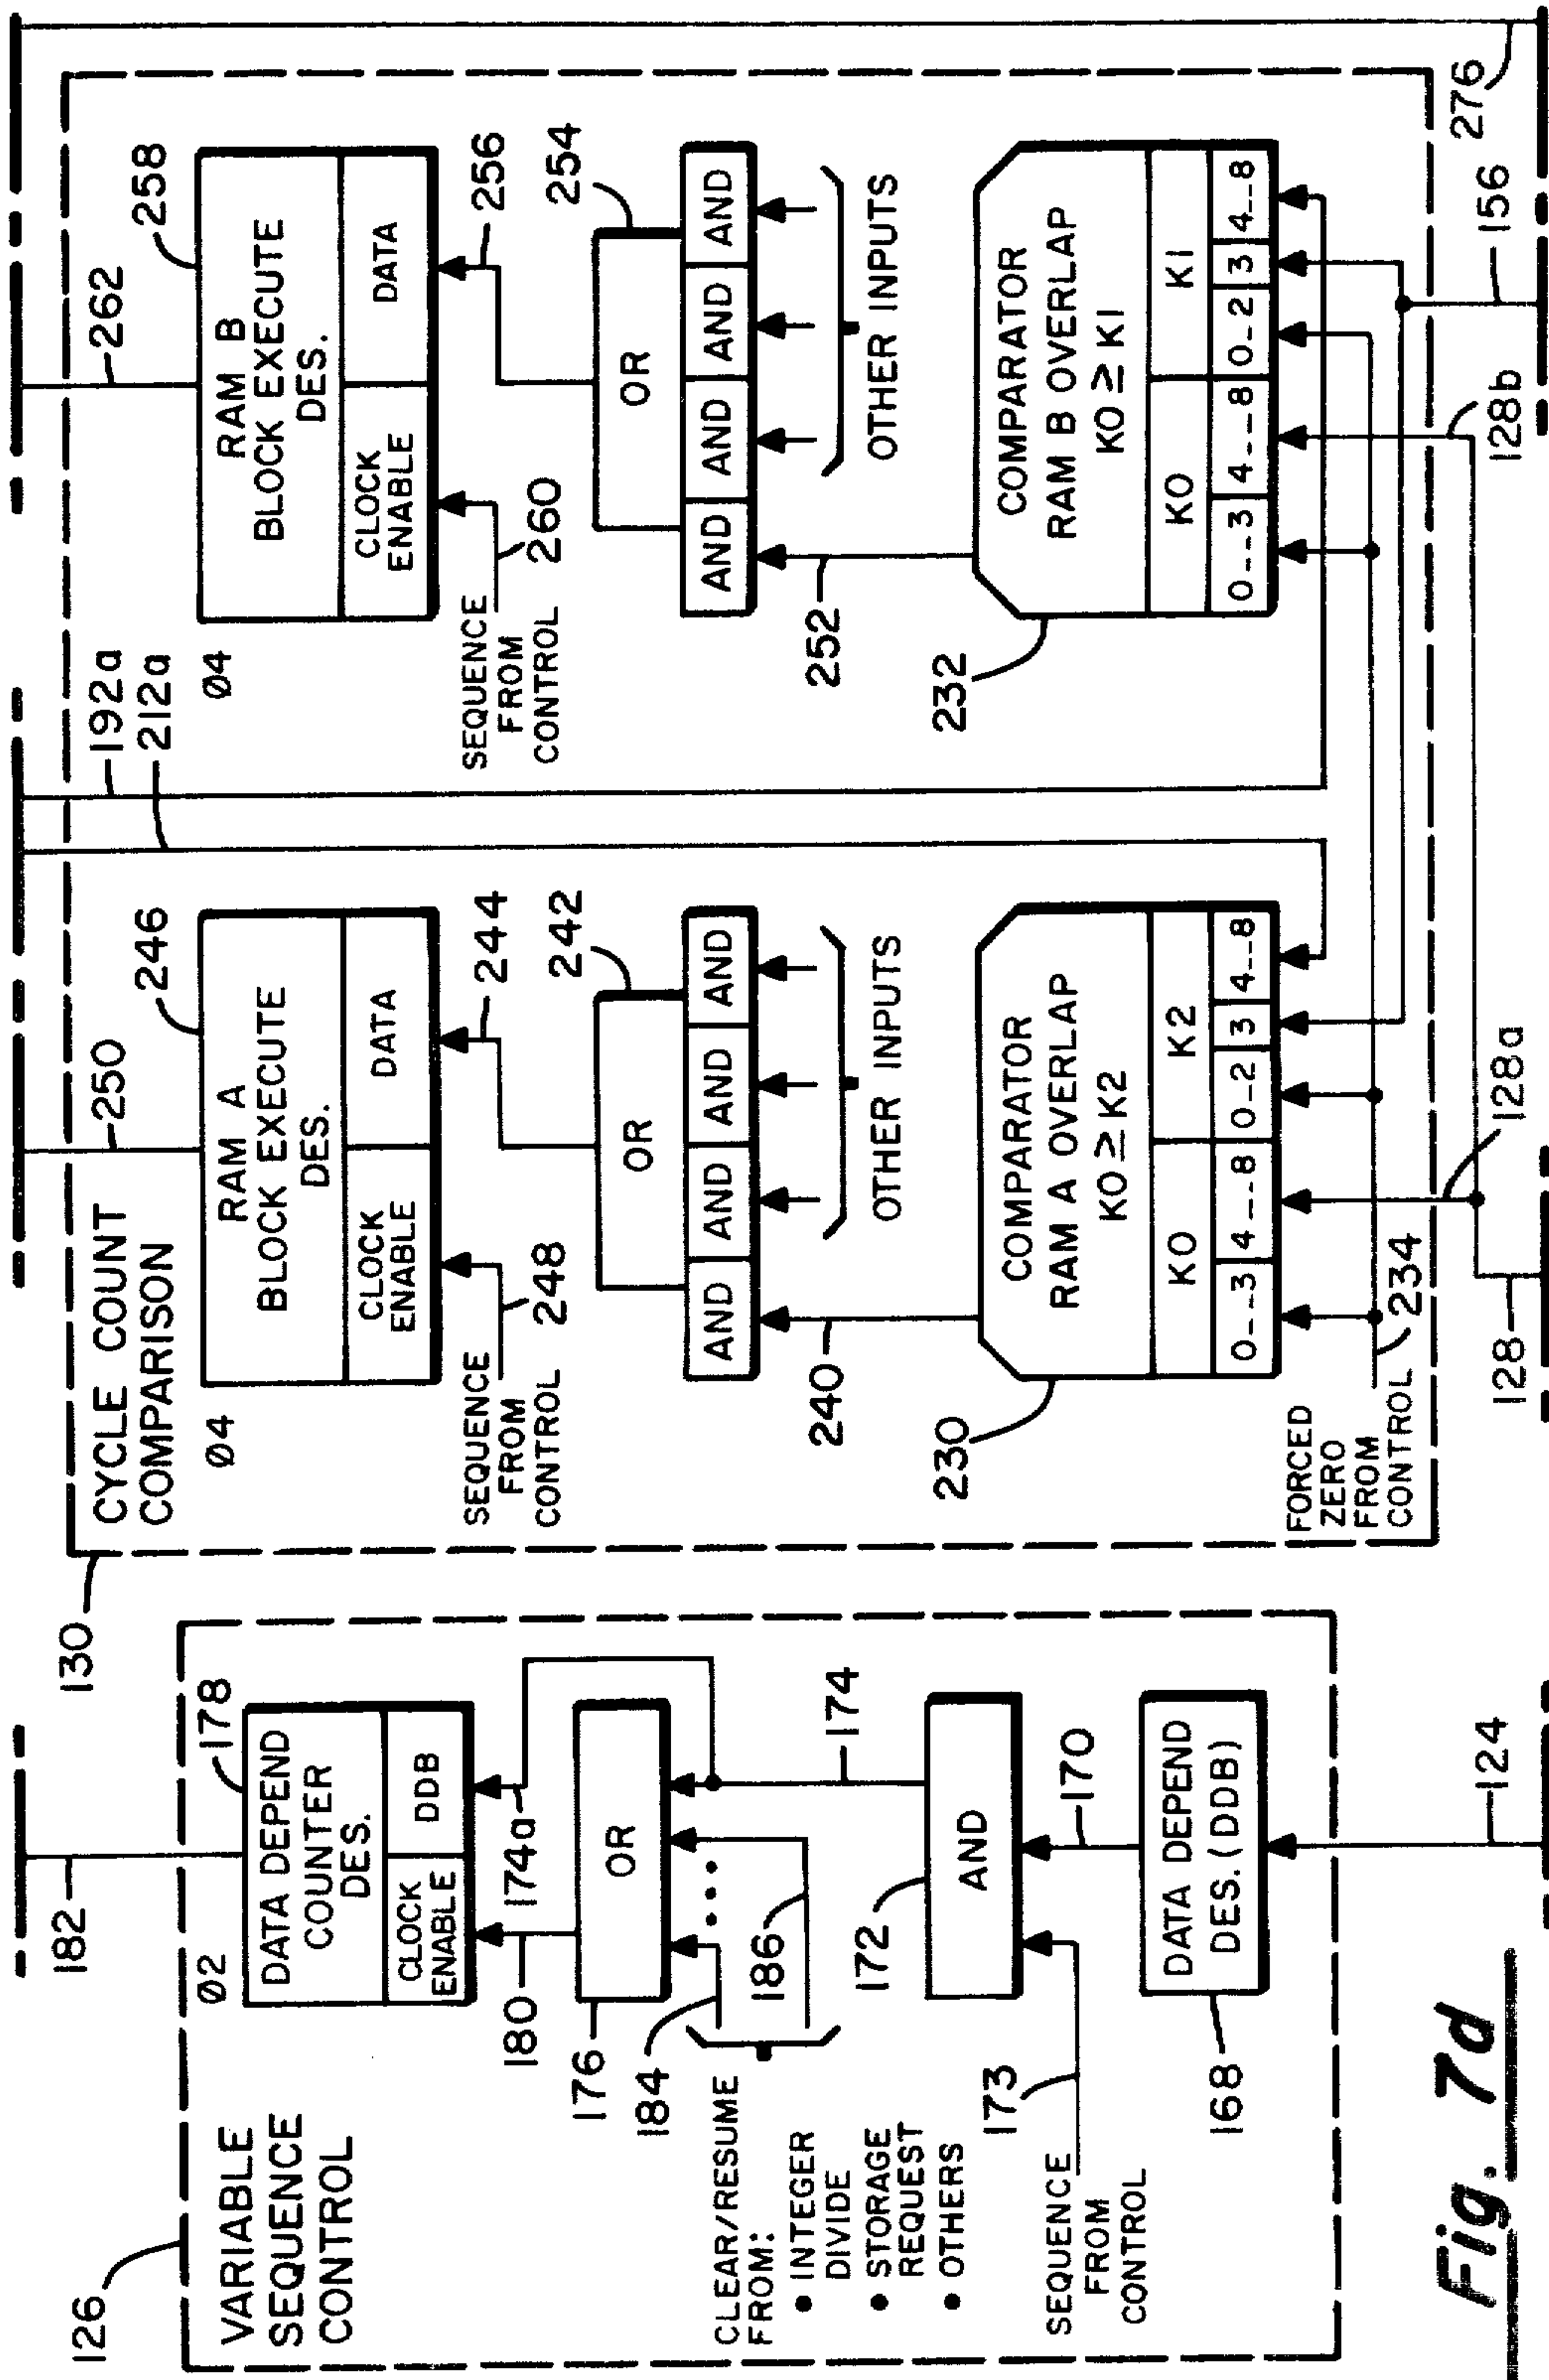 126
VARIABLE
SEQUENCE
CONTROL
182
Ø2
178
DATA DEPEND
COUNTER
DES.
CLOCK
ENABLE
DDB
180
174a
176
OR
184
186
174
CLEAR/RESUME
FROM:
• INTEGER
DIVIDE
• STORAGE
REQUEST
• OTHERS
172
AND
173
SEQUENCE
FROM
CONTROL
170
168
DATA DEPEND
DES. (DDB)
124
Fig. 7d
130
CYCLE COUNT
COMPARISON
250
246
Ø4
RAM A
BLOCK EXECUTE
DES.
CLOCK
ENABLE
DATA
SEQUENCE
FROM
CONTROL
248
244
242
OR
AND
AND
AND
AND
240
OTHER INPUTS
230
COMPARATOR
RAM A OVERLAP
KO ≥ K2
KO
K2
0--3
4---8
0-2
3
4--8
FORCED
ZERO
FROM
CONTROL
234
128
128a
192a
212a
262
258
Ø4
RAM B
BLOCK EXECUTE
DES.
CLOCK
ENABLE
DATA
SEQUENCE
FROM
CONTROL
260
256
254
OR
AND
AND
AND
AND
252
OTHER INPUTS
232
COMPARATOR
RAM B OVERLAP
KO ≥ K1
KO
K1
0--3
4---8
0-2
3
4--8
128b
156
276